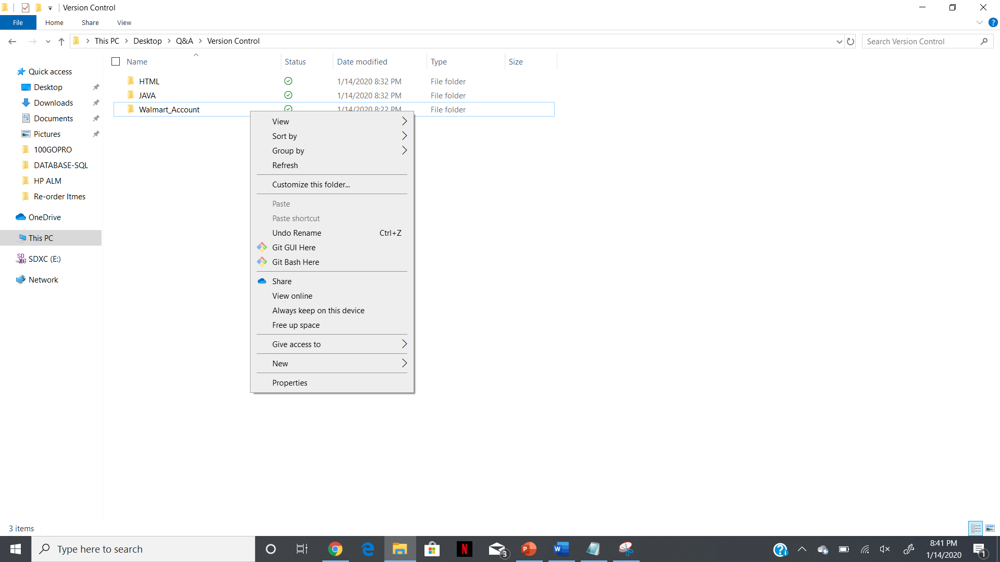 Version Control
File Home Share View
This PC Desktop Q&A Version Control
Search Version Control
Name Status Date modified Type Size
HTML 1/14/2020 8:32 PM File folder
JAVA 1/14/2020 8:32 PM File folder
Walmart_Account 1/14/2020 8:22 PM File folder
Quick access
Desktop
Downloads
Documents
Pictures
100GOPRO
DATABASE-SQL
HP ALM
Re-order Itmes
OneDrive
This PC
SDXC (E:)
Network
View
Sort by
Group by
Refresh
Customize this folder...
Paste
Paste shortcut
Undo Rename Ctrl+Z
Git GUI Here
Git Bash Here
Share
View online
Always keep on this device
Free up space
Give access to
New
Properties
3 items
Type here to search
3
8:41 PM
1/14/2020
1